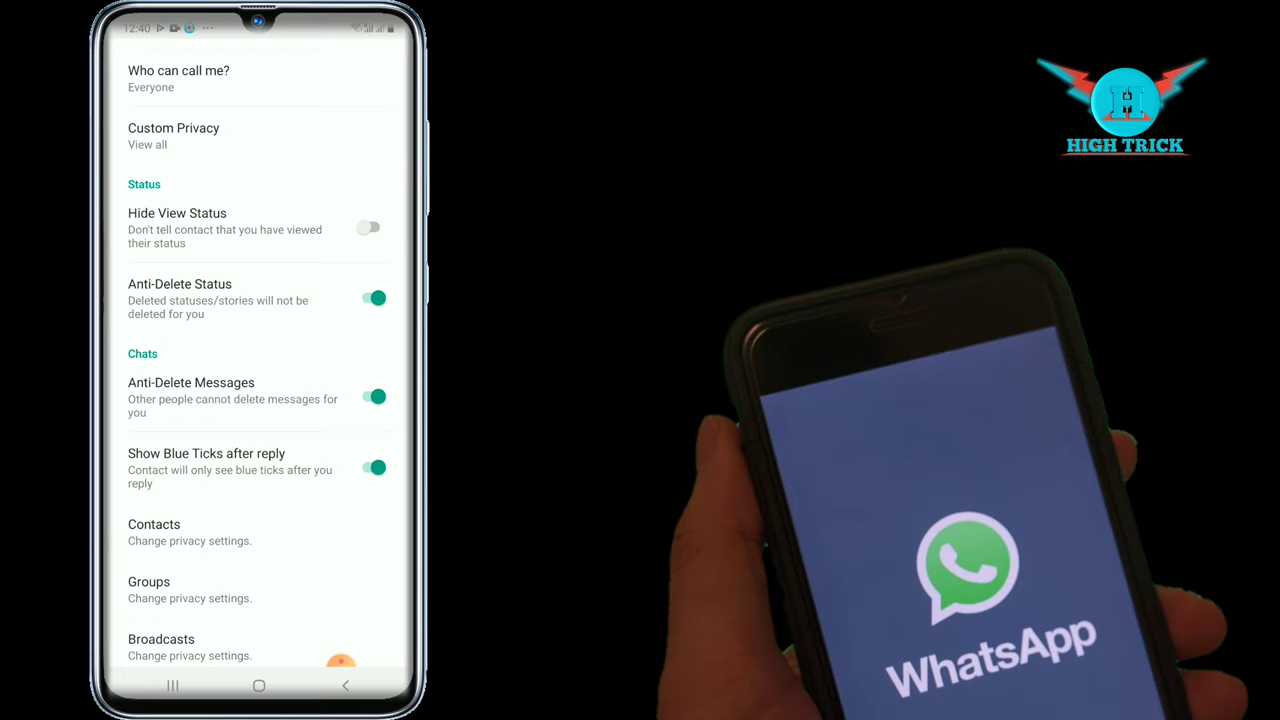 12:40
Who can call me?
Everyone
Custom Privacy
View all
Status
Hide View Status
Don't tell contact that you have viewed
their status
Anti-Delete Status
Deleted statuses/stories will not be
deleted for you
Chats
Anti-Delete Messages
Other people cannot delete messages for
you
Show Blue Ticks after reply
Contact will only see blue ticks after you
reply
Contacts
Change privacy settings.
Groups
Change privacy settings.
Broadcasts
Change privacy settings.
H
HIGH TRICK
WhatsApp